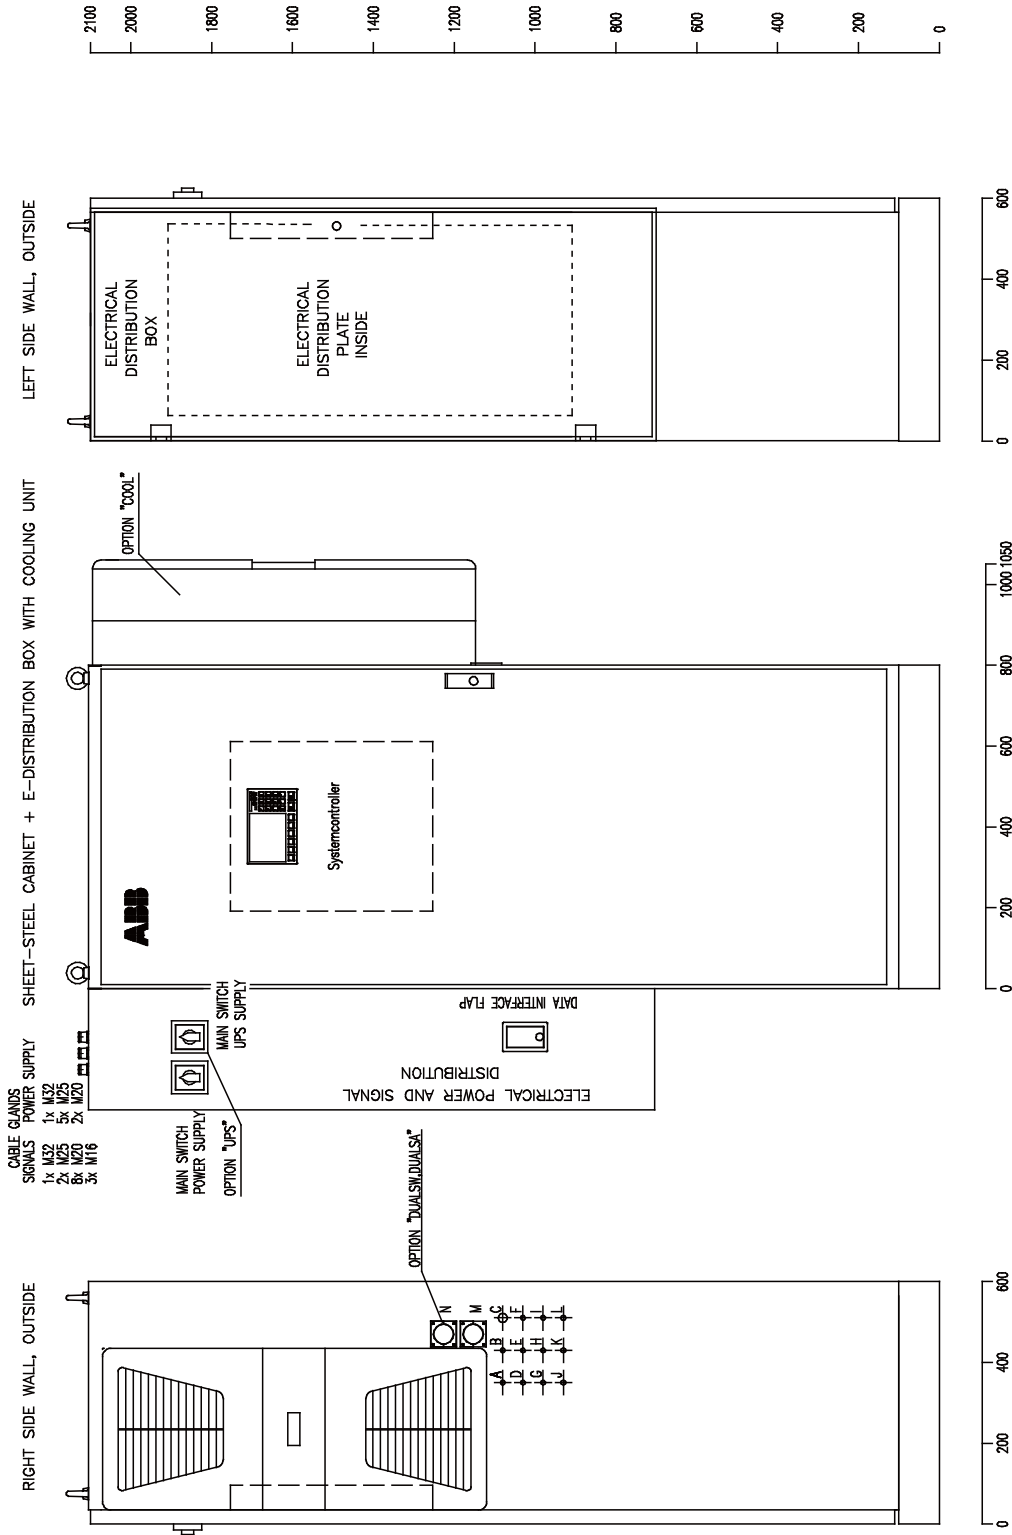 RIGHT SIDE WALL, OUTSIDE
SHEET-STEEL CABINET + E-DISTRIBUTION BOX WITH COOLING UNIT
LEFT SIDE WALL, OUTSIDE
CABLE GLANDS
SIGNALS POWER SUPPLY
1x M32 1x M32
2x M25 5x M25
8x M20 2x M20
3x M16
MAIN SWITCH
POWER SUPPLY
OPTION "UPS"
MAIN SWITCH
UPS SUPPLY
ELECTRICAL POWER AND SIGNAL
DISTRIBUTION
DATA INTERFACE FLAP
OPTION "DUALSW,DUALSA"
N
M
A B C
D E F
G H I
J K L
ABB
Systemcontroller
OPTION "COOL"
ELECTRICAL
DISTRIBUTION
BOX
ELECTRICAL
DISTRIBUTION
PLATE
INSIDE
2100
2000
1800
1600
1400
1200
1000
800
600
400
200
0
0 200 400 600
0 200 400 600 800 1000 1050
0 200 400 600